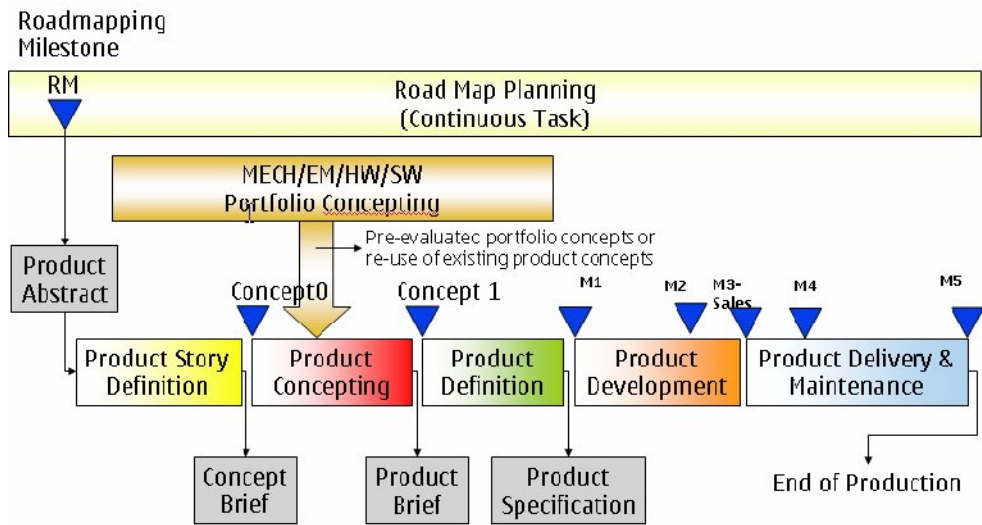 Roadmapping
Milestone
RM
Road Map Planning
(Continuous Task)
MECH/EM/HW/SW
Portfolio Concepting
Pre-evaluated portfolio concepts or
re-use of existing product concepts
Product
Abstract
Concept0
Concept 1
M1
M2
M3-
Sales
M4
M5
Product Story
Definition
Product
Concepting
Product
Definition
Product
Development
Product Delivery &
Maintenance
Concept
Brief
Product
Brief
Product
Specification
End of Production